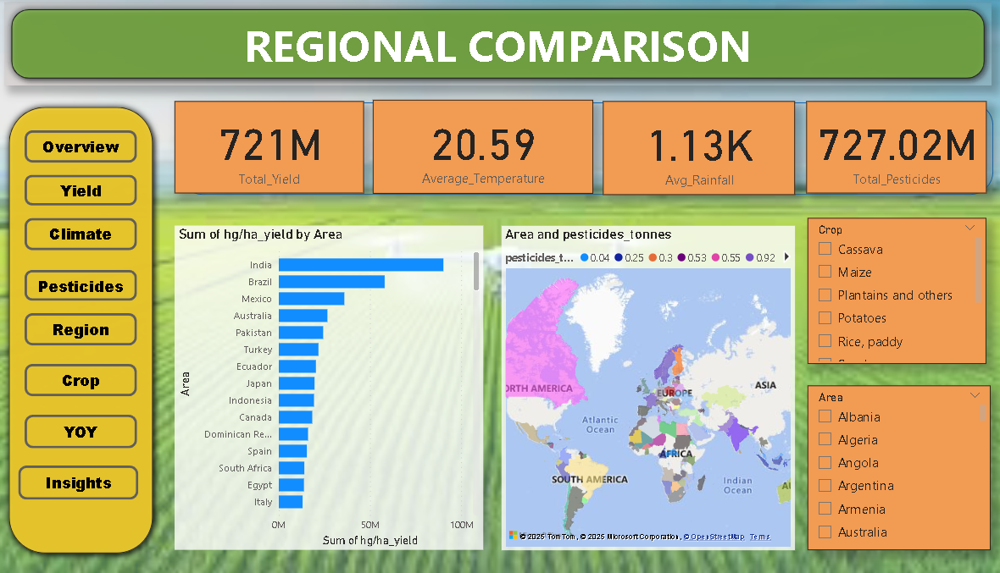 REGIONAL COMPARISON
Overview
Yield
Climate
Pesticides
Region
Crop
YOY
Insights
721M
Total_Yield
20.59
Average_Temperature
1.13K
Avg_Rainfall
727.02M
Total_Pesticides
Sum of hg/ha_yield by Area
Area
India
Brazil
Mexico
Australia
Pakistan
Turkey
Ecuador
Japan
Indonesia
Canada
Dominican Re...
Spain
South Africa
Egypt
Italy
0M 50M 100M
Sum of hg/ha_yield
Area and pesticides_tonnes
pesticides_t... 0.04 0.25 0.3 0.53 0.55 0.92
ORTH AMERICA
EUROPE
ASIA
Atlantic
Ocean
AFRICA
SOUTH AMERICA
Indian
Ocean
AU
© 2025 TomTom, © 2025 Microsoft Corporation, © OpenStreetMap Terms
Crop
Cassava
Maize
Plantains and others
Potatoes
Rice, paddy
Area
Albania
Algeria
Angola
Argentina
Armenia
Australia